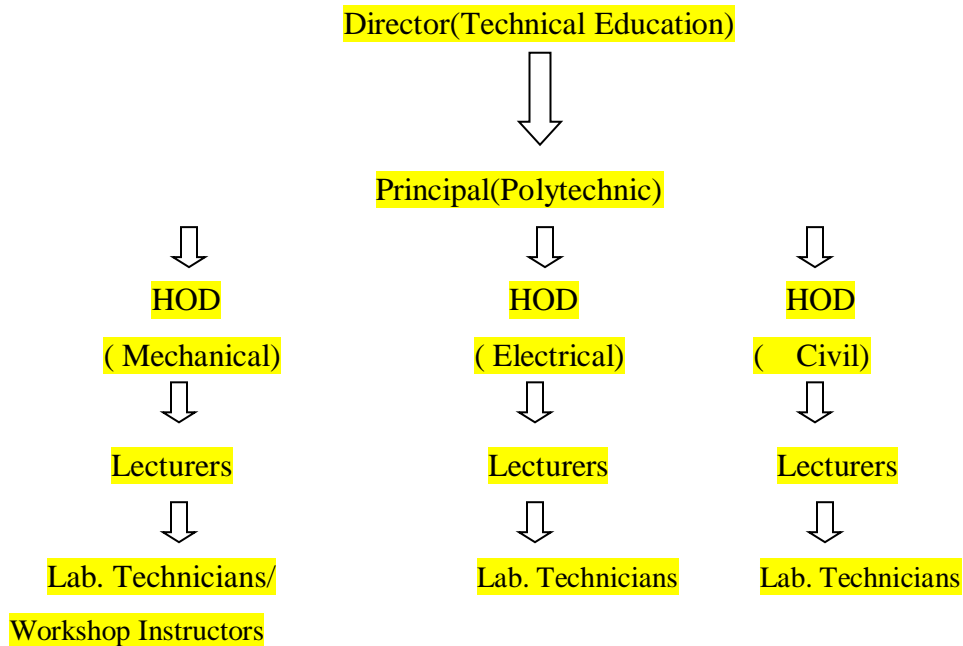 Director(Technical Education)
Principal(Polytechnic)
HOD HOD HOD
( Mechanical) ( Electrical) ( Civil)
Lecturers Lecturers Lecturers
Lab. Technicians/ Lab. Technicians Lab. Technicians
Workshop Instructors